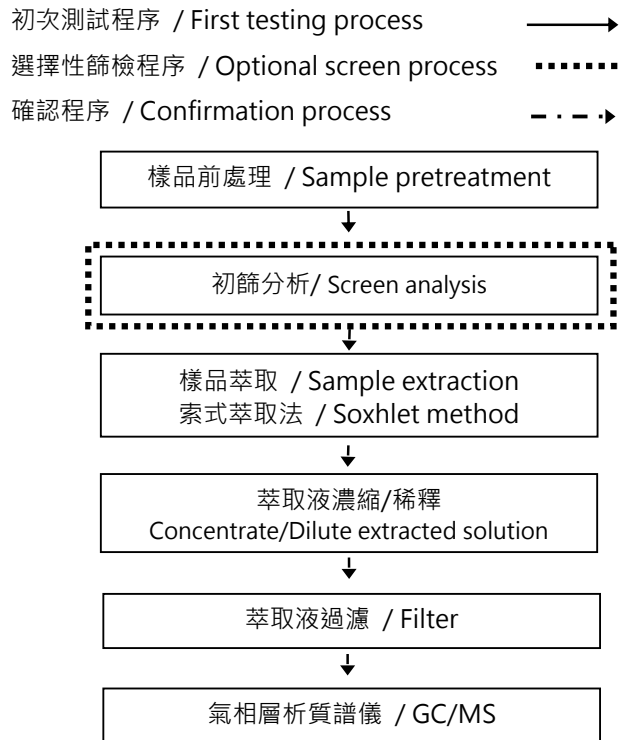 初次測試程序 / First testing process
選擇性篩檢程序 / Optional screen process
確認程序 / Confirmation process
樣品前處理 / Sample pretreatment
初篩分析/ Screen analysis
樣品萃取 / Sample extraction
索式萃取法 / Soxhlet method
萃取液濃縮/稀釋
Concentrate/Dilute extracted solution
萃取液過濾 / Filter
氣相層析質譜儀 / GC/MS